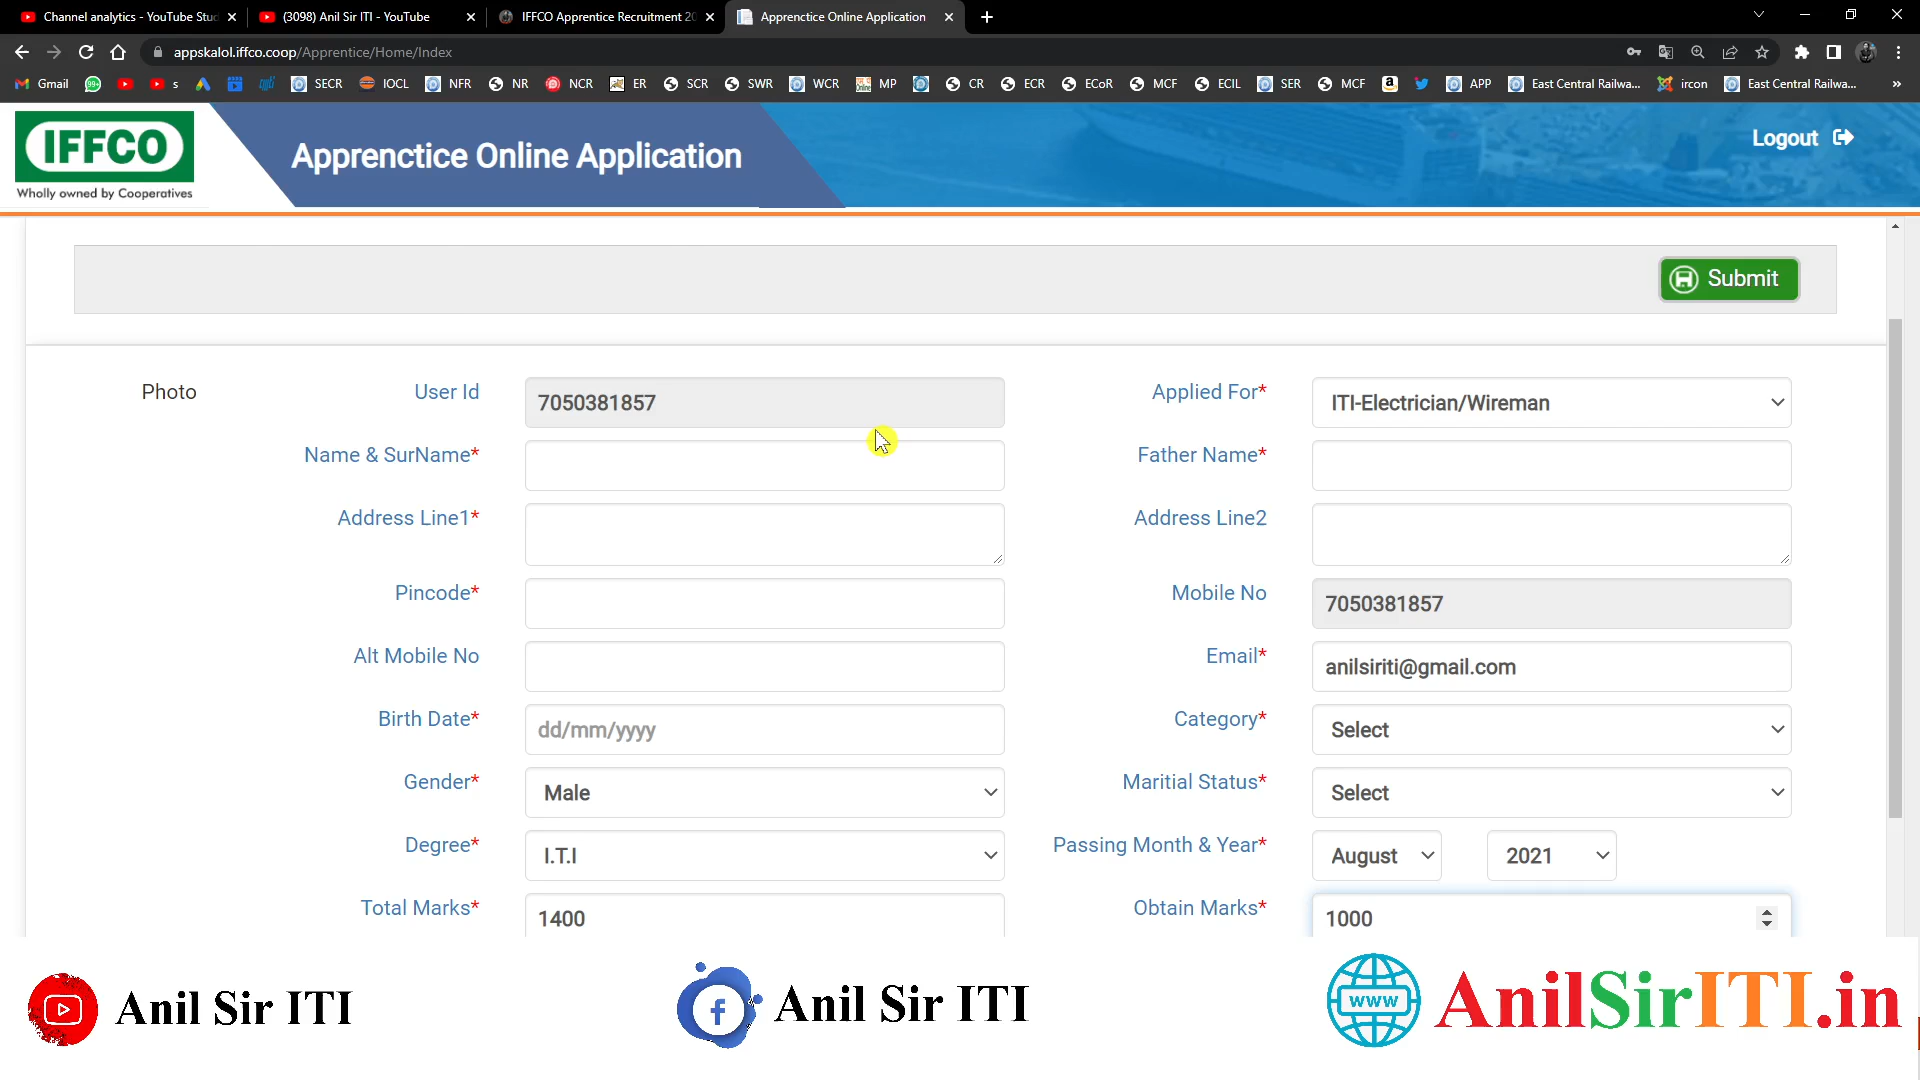 Channel analytics - YouTube Stu
(3098) Anil Sir ITI - YouTube
IFFCO Apprentice Recruitment 20
Apprenctice Online Application
appskalol.iffco.coop/Apprentice/Home/Index
Gmail
99+
s
SECR
IOCL
NFR
NR
NCR
ER
SCR
SWR
WCR
MP
CR
ECR
ECoR
MCF
ECIL
SER
MCF
APP
East Central Railwa...
ircon
East Central Railwa...
IFFCO
Wholly owned by Cooperatives
Apprenctice Online Application
Logout
Submit
Photo
User Id
7050381857
Applied For*
ITI-Electrician/Wireman
Name & SurName*
Father Name*
Address Line1*
Address Line2
Pincode*
Mobile No
7050381857
Alt Mobile No
Email*
anilsiriti@gmail.com
Birth Date*
dd/mm/yyyy
Category*
Select
Gender*
Male
Maritial Status*
Select
Degree*
I.T.I
Passing Month & Year*
August
2021
Total Marks*
1400
Obtain Marks*
1000
Anil Sir ITI
f
Anil Sir ITI
www
AnilSirITI.in